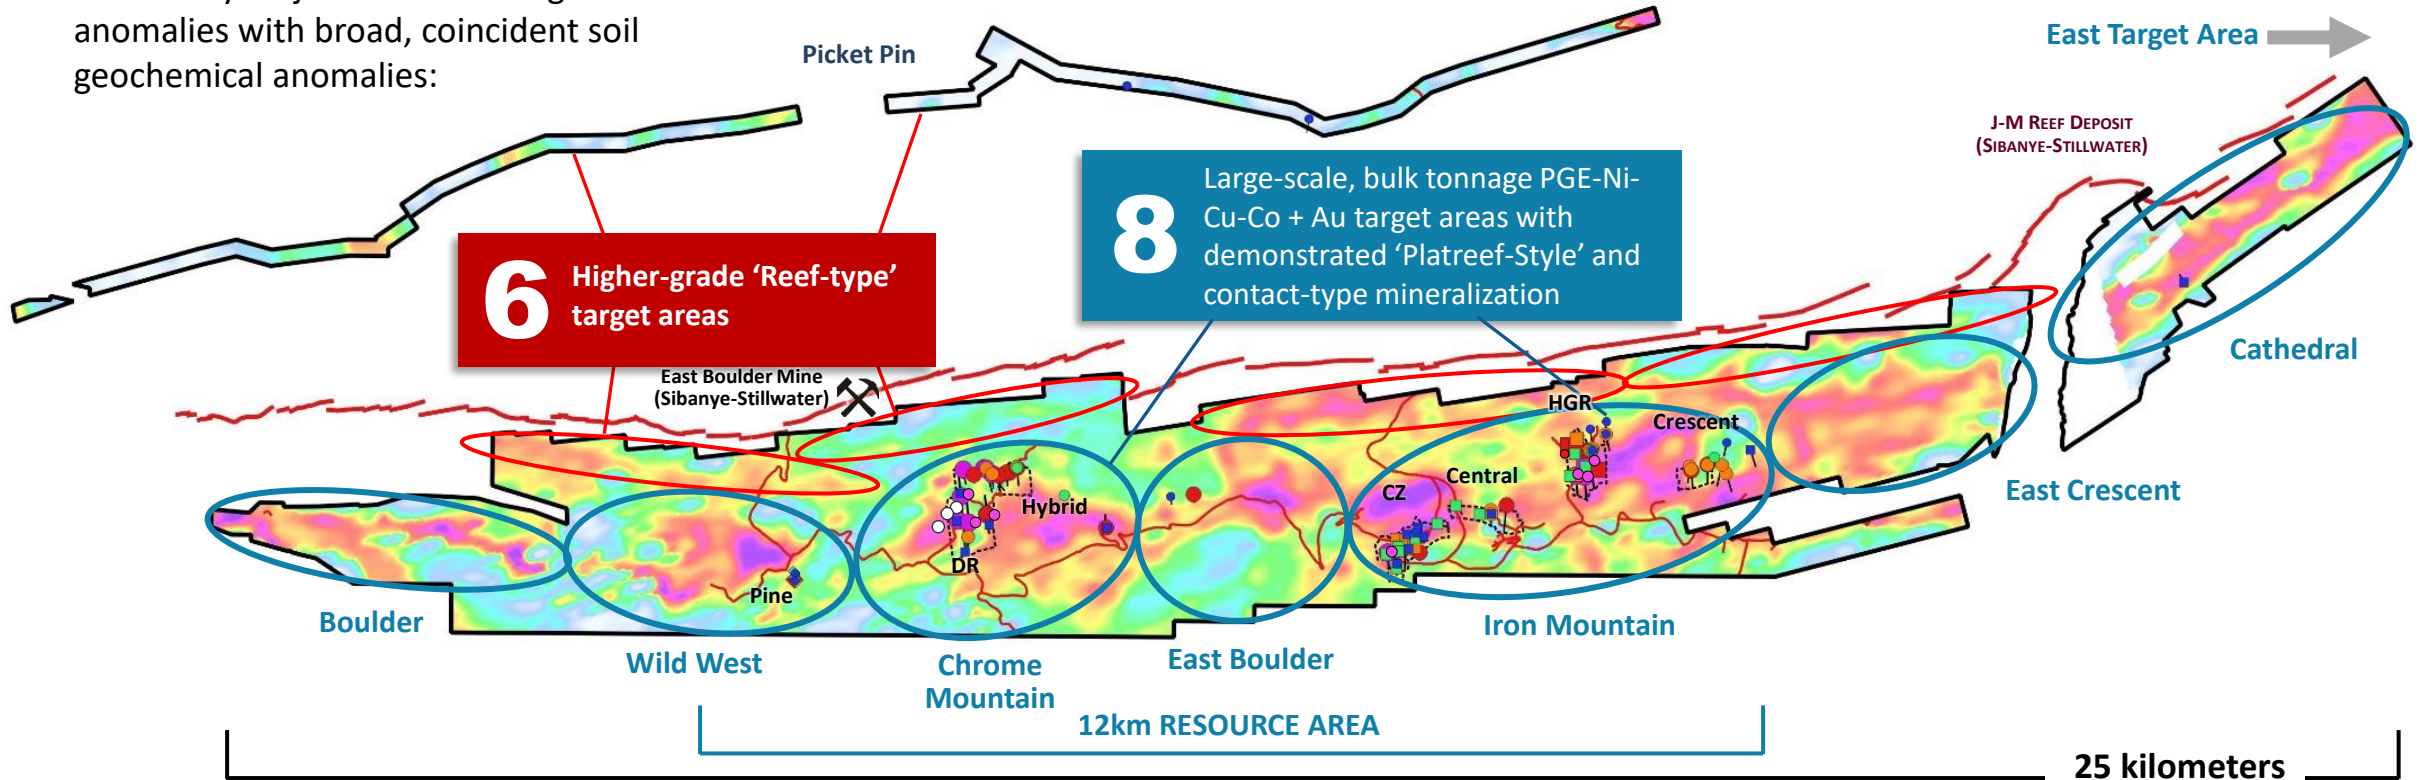 anomalies with broad, coincident soil
geochemical anomalies:
Picket Pin
East Target Area
J-M REEF DEPOSIT
(SIBANYE-STILLWATER)
8
Large-scale, bulk tonnage PGE-Ni-
Cu-Co + Au target areas with
demonstrated ‘Platreef-Style’ and
contact-type mineralization
6
Higher-grade ‘Reef-type’
target areas
East Boulder Mine
(Sibanye-Stillwater)
Cathedral
HGR
Crescent
Central
CZ
Hybrid
DR
Pine
East Crescent
Boulder
Wild West
Chrome
Mountain
East Boulder
Iron Mountain
12km RESOURCE AREA
25 kilometers